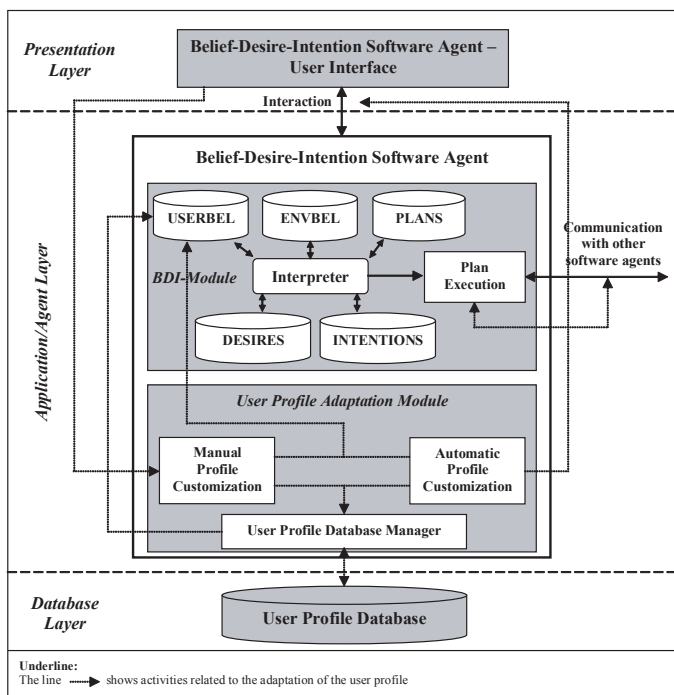 Presentation
Layer
Belief-Desire-Intention Software Agent –
User Interface
Interaction
Application/Agent Layer
Belief-Desire-Intention Software Agent
USERBEL
ENVBEL
PLANS
BDI-Module
Interpreter
Plan
Execution
Communication
with other
software agents
DESIRES
INTENTIONS
User Profile Adaptation Module
Manual
Profile
Customization
Automatic
Profile
Customization
User Profile Database Manager
Database
Layer
User Profile Database
Underline:
The line shows activities related to the adaptation of the user profile